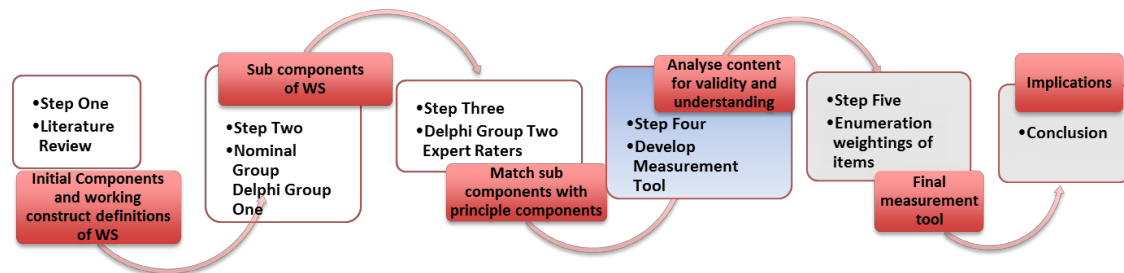 •Step One
•Literature
Review
Initial Components
and working
construct definitions
of WS
Sub components
of WS
•Step Two
•Nominal
Group
Delphi Group
One
•Step Three
•Delphi Group Two
Expert Raters
Match sub
components with
principle components
Analyse content
for validity and
understanding
•Step Four
•Develop
Measurement
Tool
•Step Five
•Enumeration
weightings of
items
Final
measurement
tool
Implications
•Conclusion